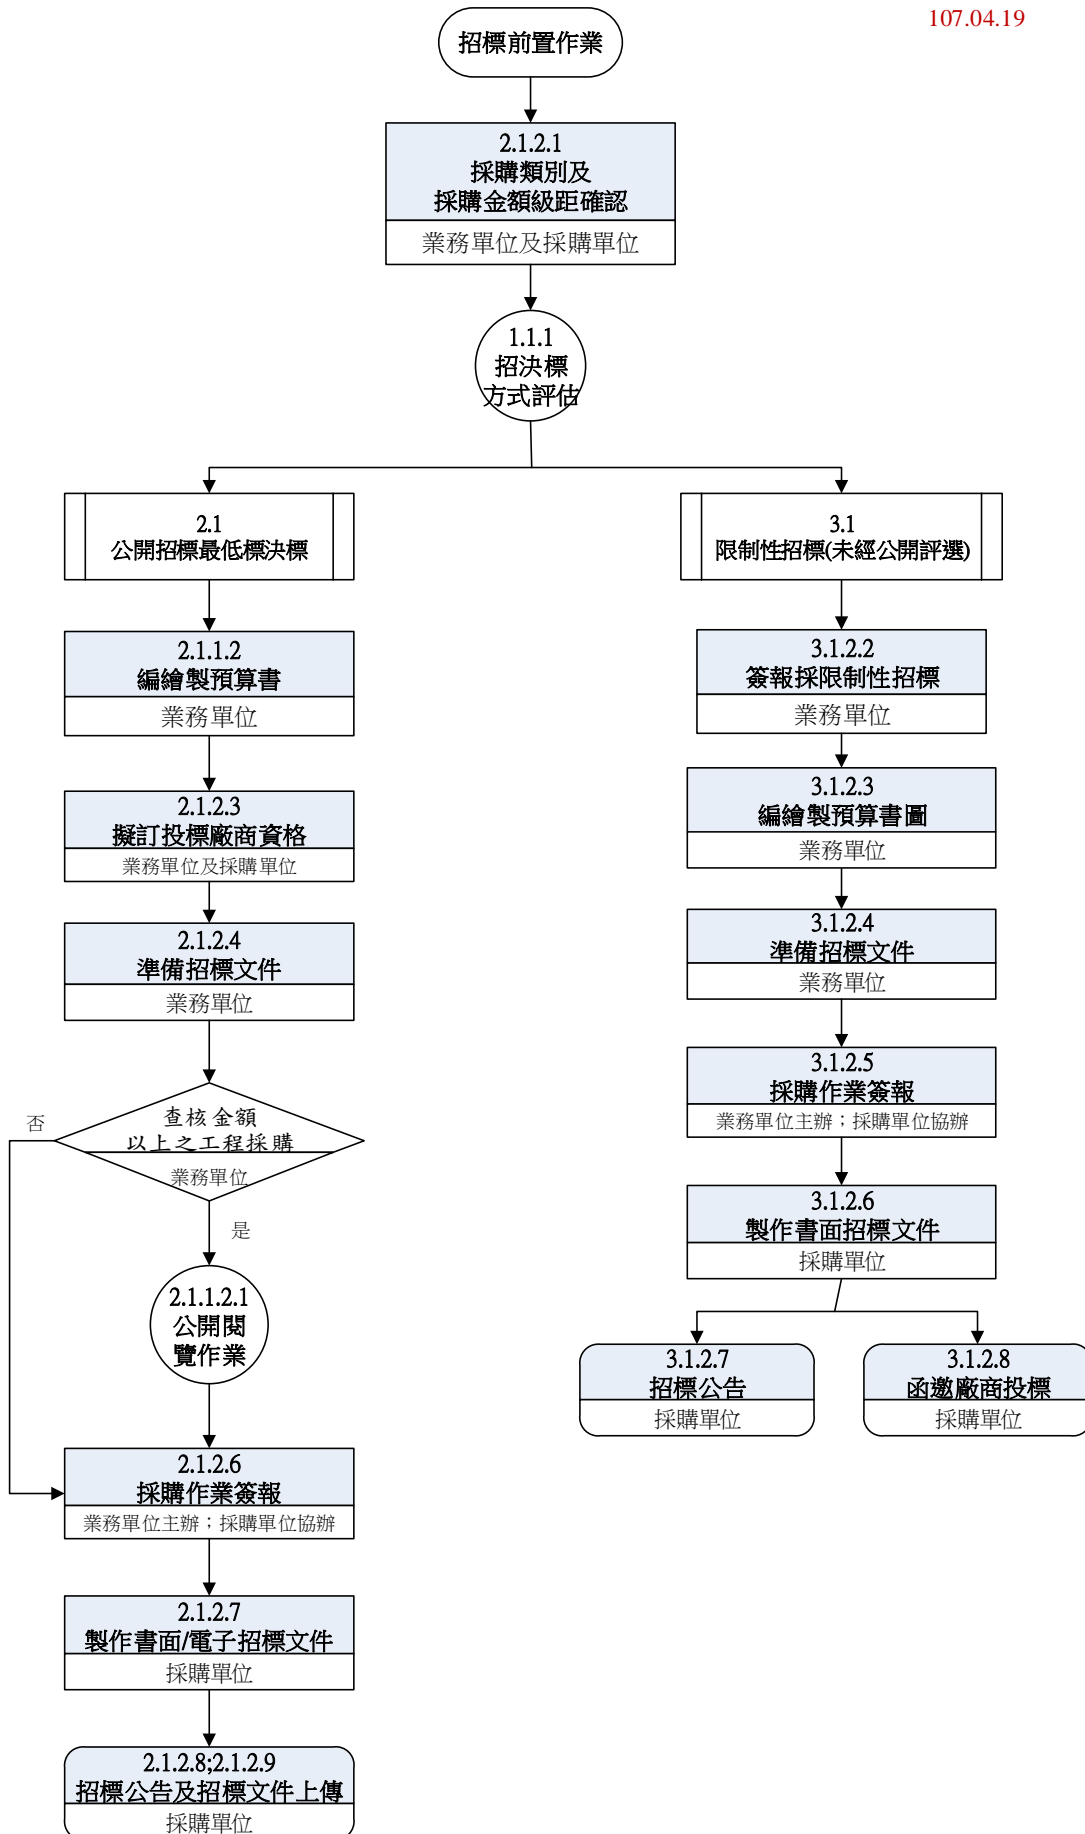 107.04.19
招標前置作業
2.1.2.1
採購類別及
採購金額級距確認
業務單位及採購單位
1.1.1
招決標
方式評估
2.1
公開招標最低標決標
2.1.1.2
編繪製預算書
業務單位
2.1.2.3
擬訂投標廠商資格
業務單位及採購單位
2.1.2.4
準備招標文件
業務單位
查核金額
以上之工程採購
業務單位
否
是
2.1.1.2.1
公開閱
覽作業
2.1.2.6
採購作業簽報
業務單位主辦；採購單位協辦
2.1.2.7
製作書面/電子招標文件
採購單位
2.1.2.8;2.1.2.9
招標公告及招標文件上傳
採購單位
3.1
限制性招標(未經公開評選)
3.1.2.2
簽報採限制性招標
業務單位
3.1.2.3
編繪製預算書圖
業務單位
3.1.2.4
準備招標文件
業務單位
3.1.2.5
採購作業簽報
業務單位主辦；採購單位協辦
3.1.2.6
製作書面招標文件
採購單位
3.1.2.7
招標公告
採購單位
3.1.2.8
函邀廠商投標
採購單位